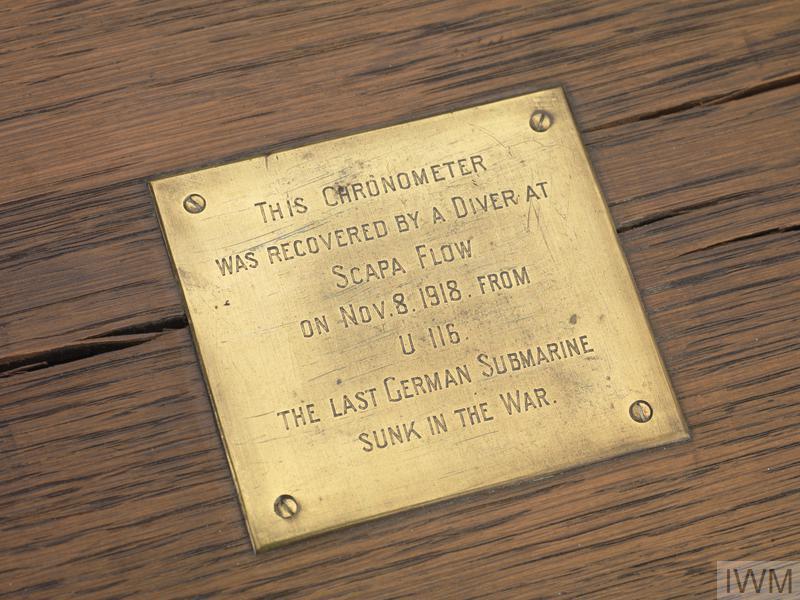 THIS CHRONOMETER
WAS RECOVERED BY A DIVER AT
SCAPA FLOW
ON NOV. 8. 1918. FROM
U 116.
THE LAST GERMAN SUBMARINE
SUNK IN THE WAR.
IWM